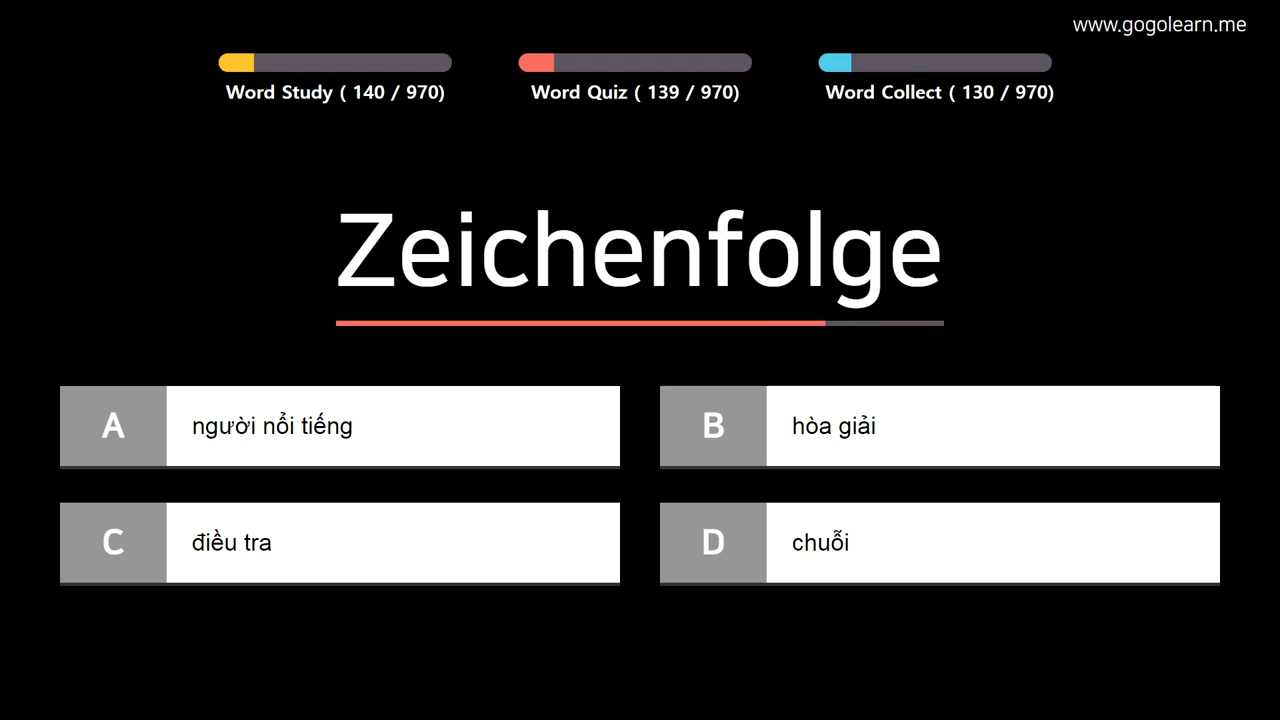 www.gogolearn.me
Word Study ( 140 / 970)
Word Quiz ( 139 / 970)
Word Collect ( 130 / 970)
Zeichenfolge
A người nổi tiếng
B hòa giải
C điều tra
D chuỗi